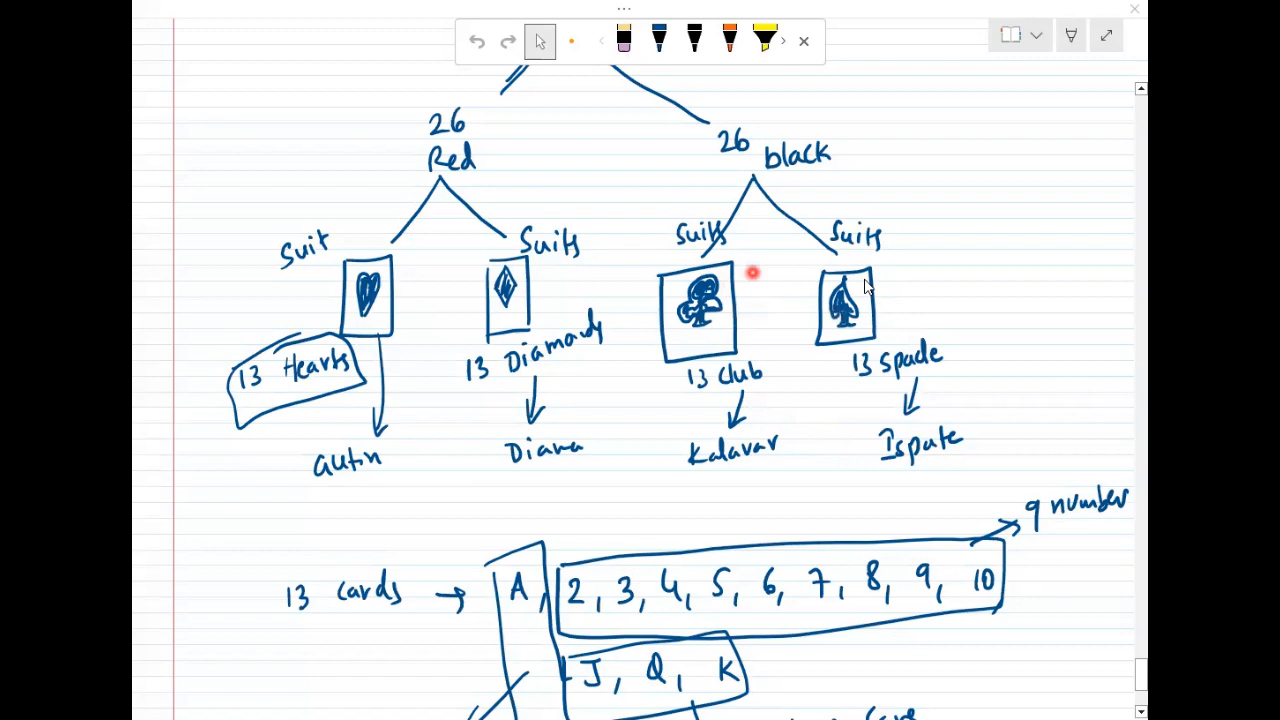 26
Red
26
black
Suit
Suits
Suits
Suits
13 Hearts
13 Diamonds
13 Club
13 Spade
Diana
Kalavar
Ispate
9 number
13 cards → A, 2, 3, 4, 5, 6, 7, 8, 9, 10
J, Q, K